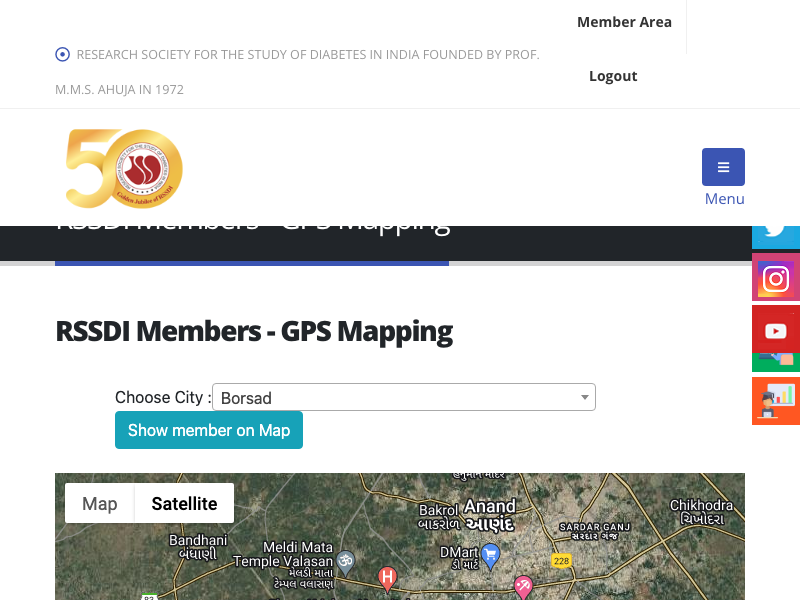 Member Area
RESEARCH SOCIETY FOR THE STUDY OF DIABETES IN INDIA FOUNDED BY PROF.
M.M.S. AHUJA IN 1972
Logout
50
Golden Jubilee of RSSDI
Menu
RSSDI Members - GPS Mapping
RSSDI Members - GPS Mapping
Choose City : Borsad
Show member on Map
Map Satellite
Bakrol
બાકરોળ
Anand
આણંદ
Chikhodra
ચિખોદરા
SARDAR GANJ
સરદાર ગંજ
Bandhani
બંધાણી
Meldi Mata
Temple Valasan
મેલડી માતા
ટેમ્પલ વલાસણ
DMart
ડી માર્ટ
228
H
83